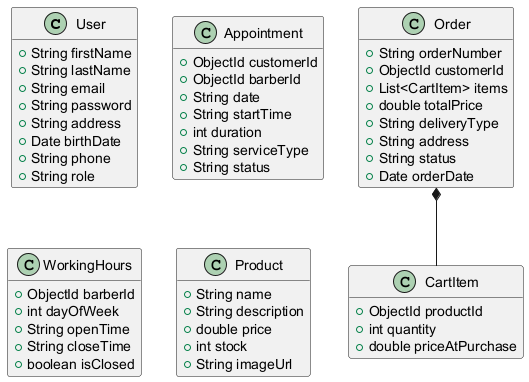 C User
String firstName
String lastName
String email
String password
String address
Date birthDate
String phone
String role
C Appointment
ObjectId customerId
ObjectId barberId
String date
String startTime
int duration
String serviceType
String status
C Order
String orderNumber
ObjectId customerId
List<CartItem> items
double totalPrice
String deliveryType
String address
String status
Date orderDate
C WorkingHours
ObjectId barberId
int dayOfWeek
String openTime
String closeTime
boolean isClosed
C Product
String name
String description
double price
int stock
String imageUrl
C CartItem
ObjectId productId
int quantity
double priceAtPurchase